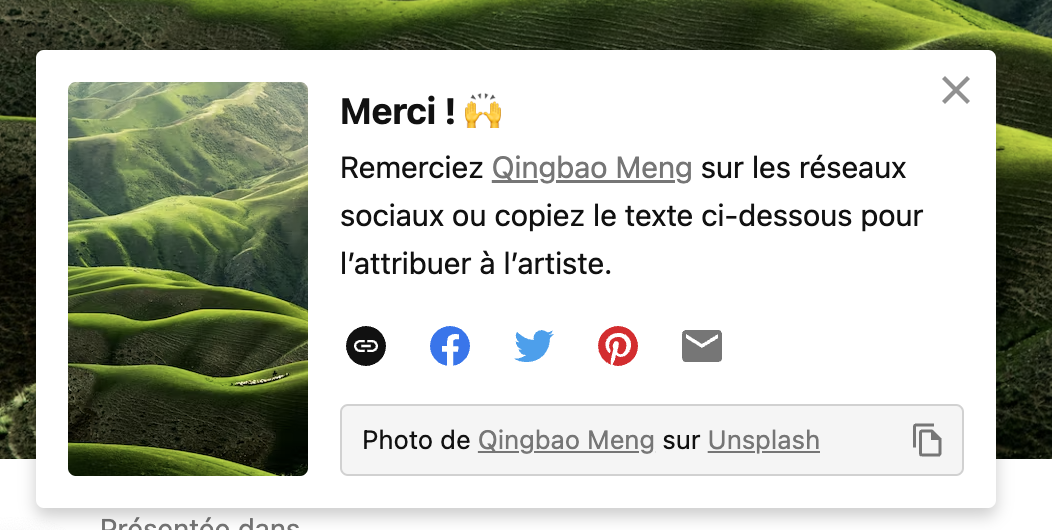 Merci ! 🙌
Remerciez Qingbao Meng sur les réseaux
sociaux ou copiez le texte ci-dessous pour
l’attribuer à l’artiste.
Photo de Qingbao Meng sur Unsplash
Présentée dans